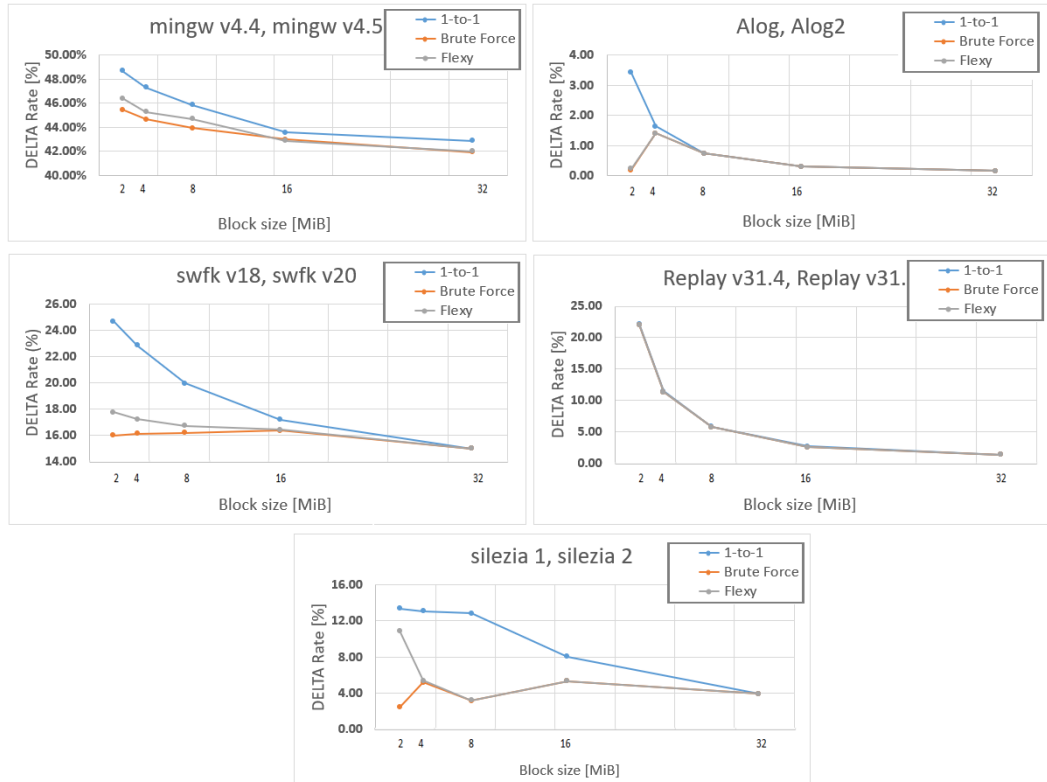 mingw v4.4, mingw v4.5
1-to-1
Brute Force
Flexy
DELTA Rate [%]
50.00%
48.00%
46.00%
44.00%
42.00%
40.00%
2 4 8 16 32
Block size [MiB]
Alog, Alog2
1-to-1
Brute Force
Flexy
DELTA Rate [%]
4.00
3.00
2.00
1.00
0.00
2 4 8 16 32
Block size [MiB]
swfk v18, swfk v20
1-to-1
Brute Force
Flexy
DELTA Rate (%)
26.00
24.00
22.00
20.00
18.00
16.00
14.00
2 4 8 16 32
Block size [MiB]
Replay v31.4, Replay v31.
1-to-1
Brute Force
Flexy
DELTA Rate [%]
25.00
20.00
15.00
10.00
5.00
0.00
2 4 8 16 32
Block size [MiB]
silezia 1, silezia 2
1-to-1
Brute Force
Flexy
DELTA Rate [%]
16.00
12.00
8.00
4.00
0.00
2 4 8 16 32
Block size [MiB]